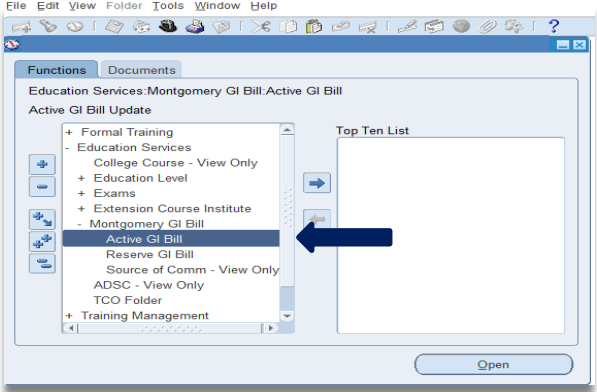 File Edit View Folder Tools Window Help
Functions Documents
Education Services:Montgomery GI Bill:Active GI Bill
Active GI Bill Update
+ Formal Training
- Education Services
College Course - View Only
+ Education Level
+ Exams
+ Extension Course Institute
- Montgomery GI Bill
Active GI Bill
Reserve GI Bill
Source of Comm - View Only
ADSC - View Only
TCO Folder
+ Training Management
Top Ten List
Open